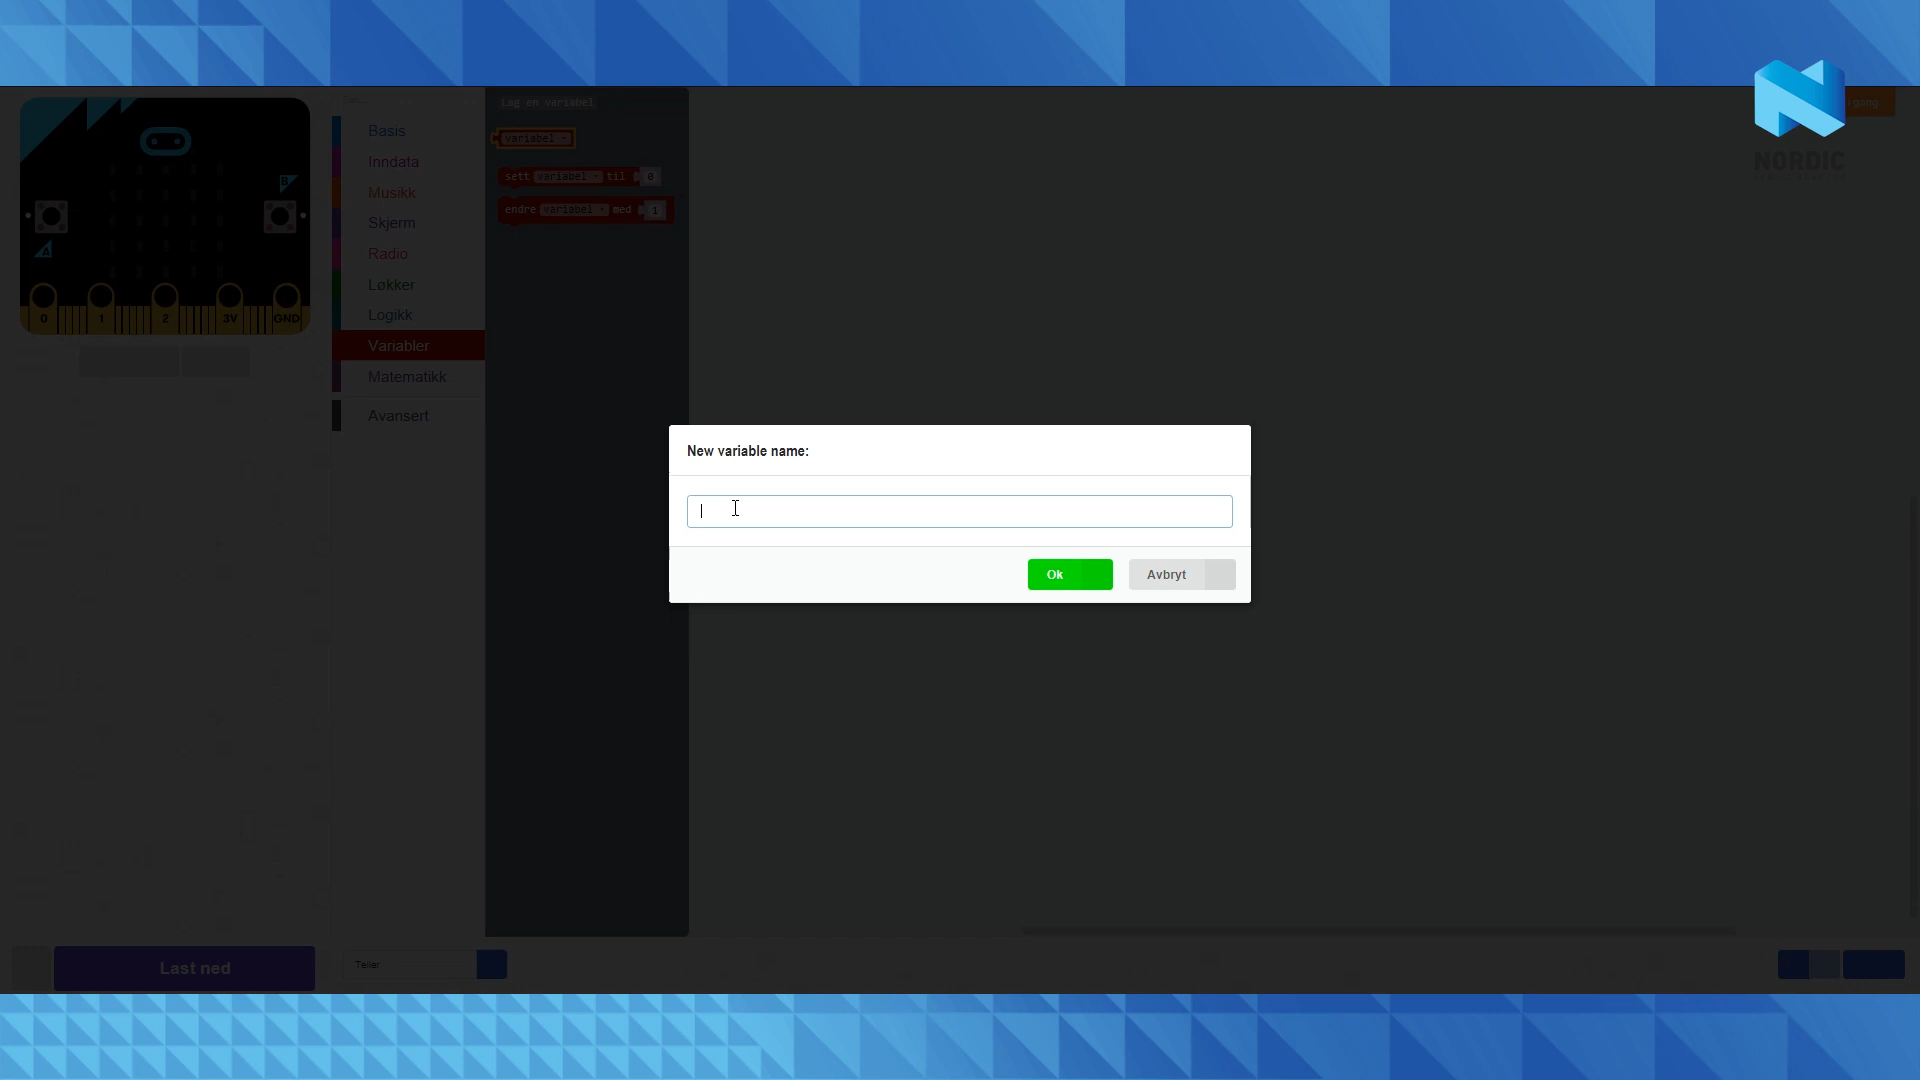 Lag en variabel
gang
Basis
variabel
Inndata
NORDIC
sett variabel til 0
B
Musikk
endre variabel med 1
Skjerm
A
Radio
Løkker
0 1 2 3V GND
Logikk
Variabler
Matematikk
Avansert
New variable name:
Ok
Avbryt
Last ned
Teller